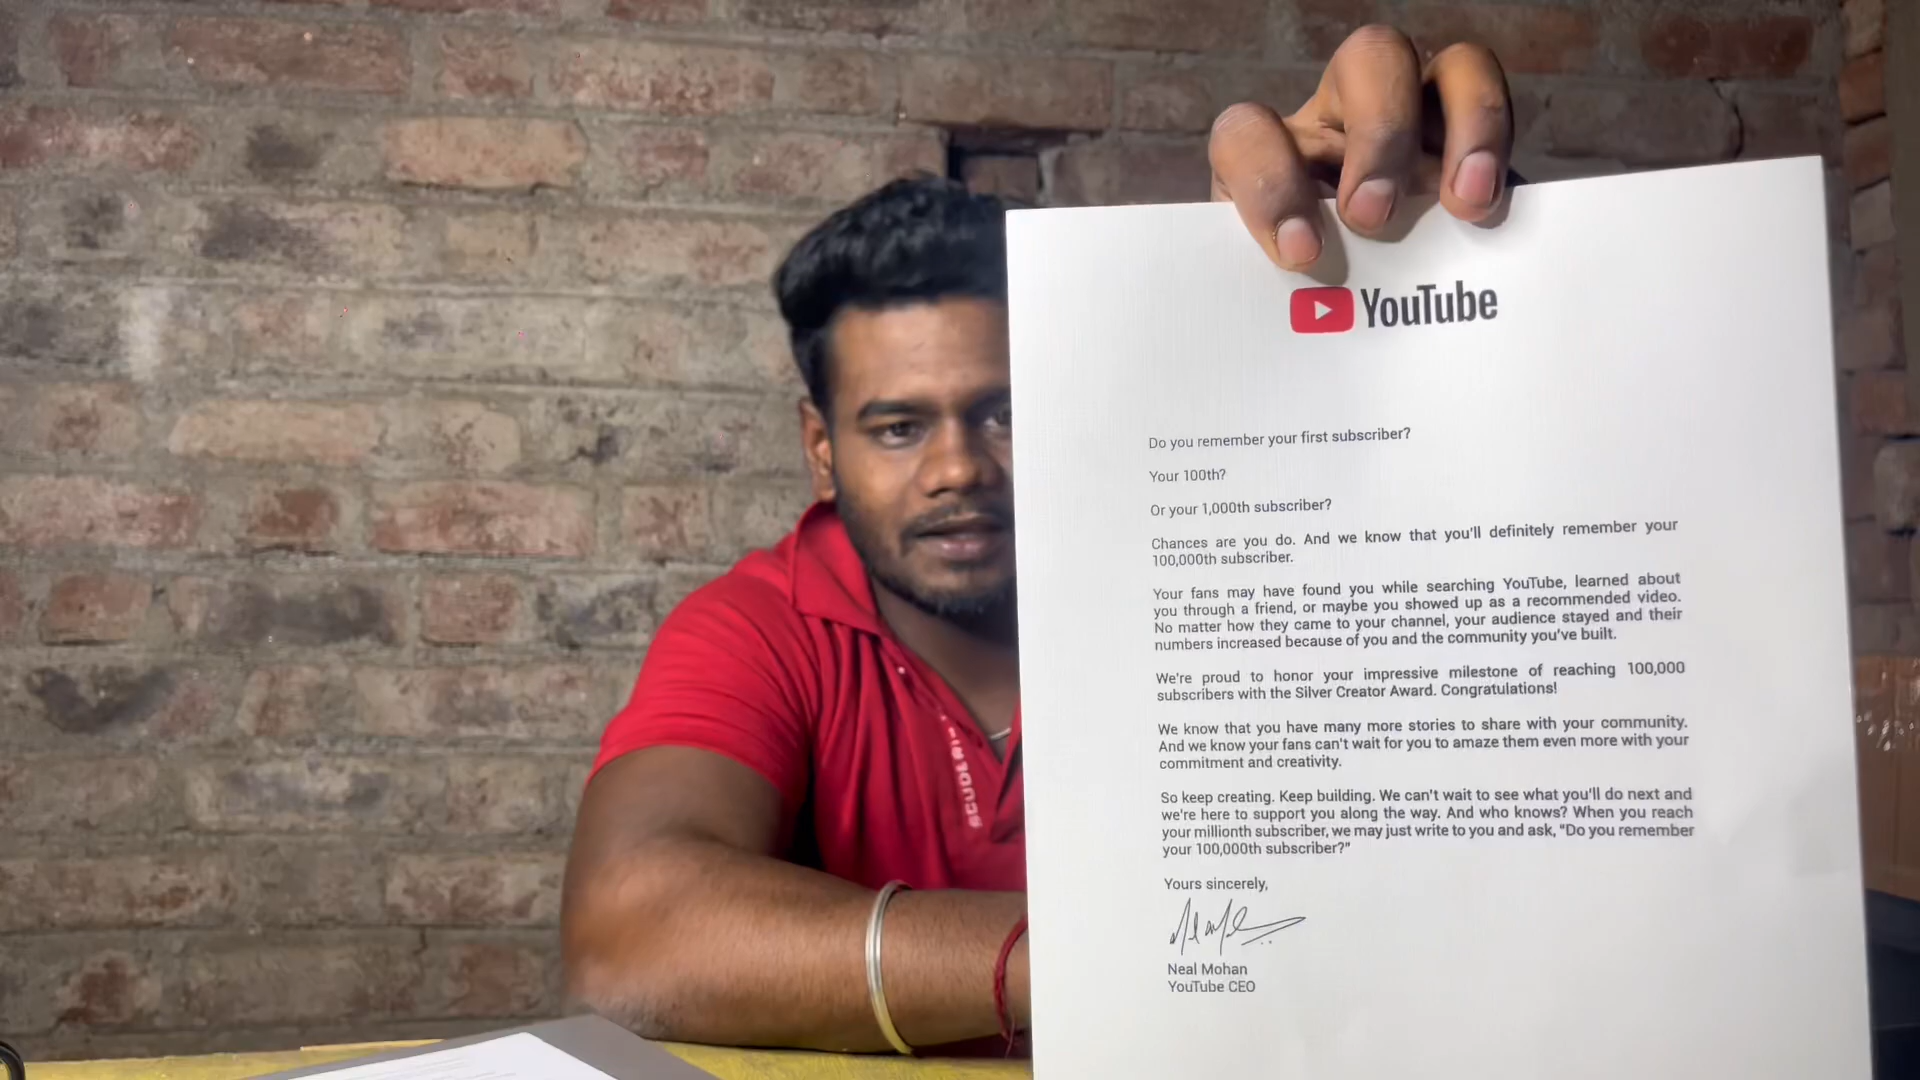 YouTube
Do you remember your first subscriber?
Your 100th?
Or your 1,000th subscriber?
Chances are you do. And we know that you'll definitely remember your
100,000th subscriber.
Your fans may have found you while searching YouTube, learned about
you through a friend, or maybe you showed up as a recommended video.
No matter how they came to your channel, your audience stayed and their
numbers increased because of you and the community you've built.
We're proud to honor your impressive milestone of reaching 100,000
subscribers with the Silver Creator Award. Congratulations!
We know that you have many more stories to share with your community.
And we know your fans can't wait for you to amaze them even more with your
commitment and creativity.
So keep creating. Keep building. We can't wait to see what you'll do next and
we're here to support you along the way. And who knows? When you reach
your millionth subscriber, we may just write to you and ask, "Do you remember
your 100,000th subscriber?"
Yours sincerely,
Neal Mohan
YouTube CEO